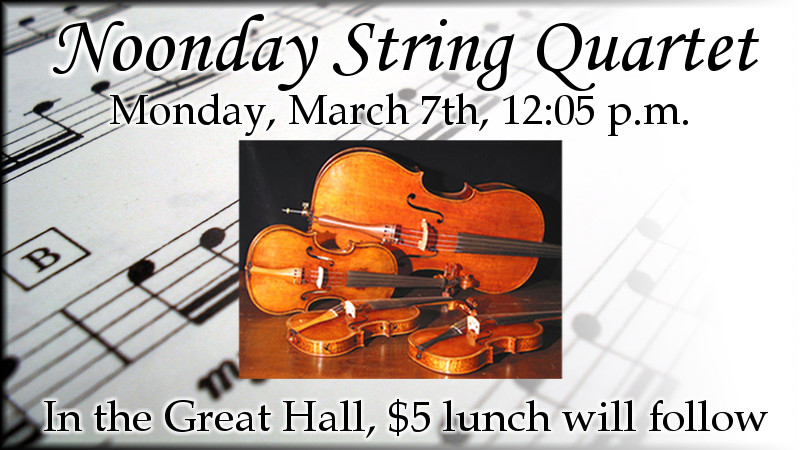 Noonday String Quartet
Monday, March 7th, 12:05 p.m.
B
In the Great Hall, $5 lunch will follow